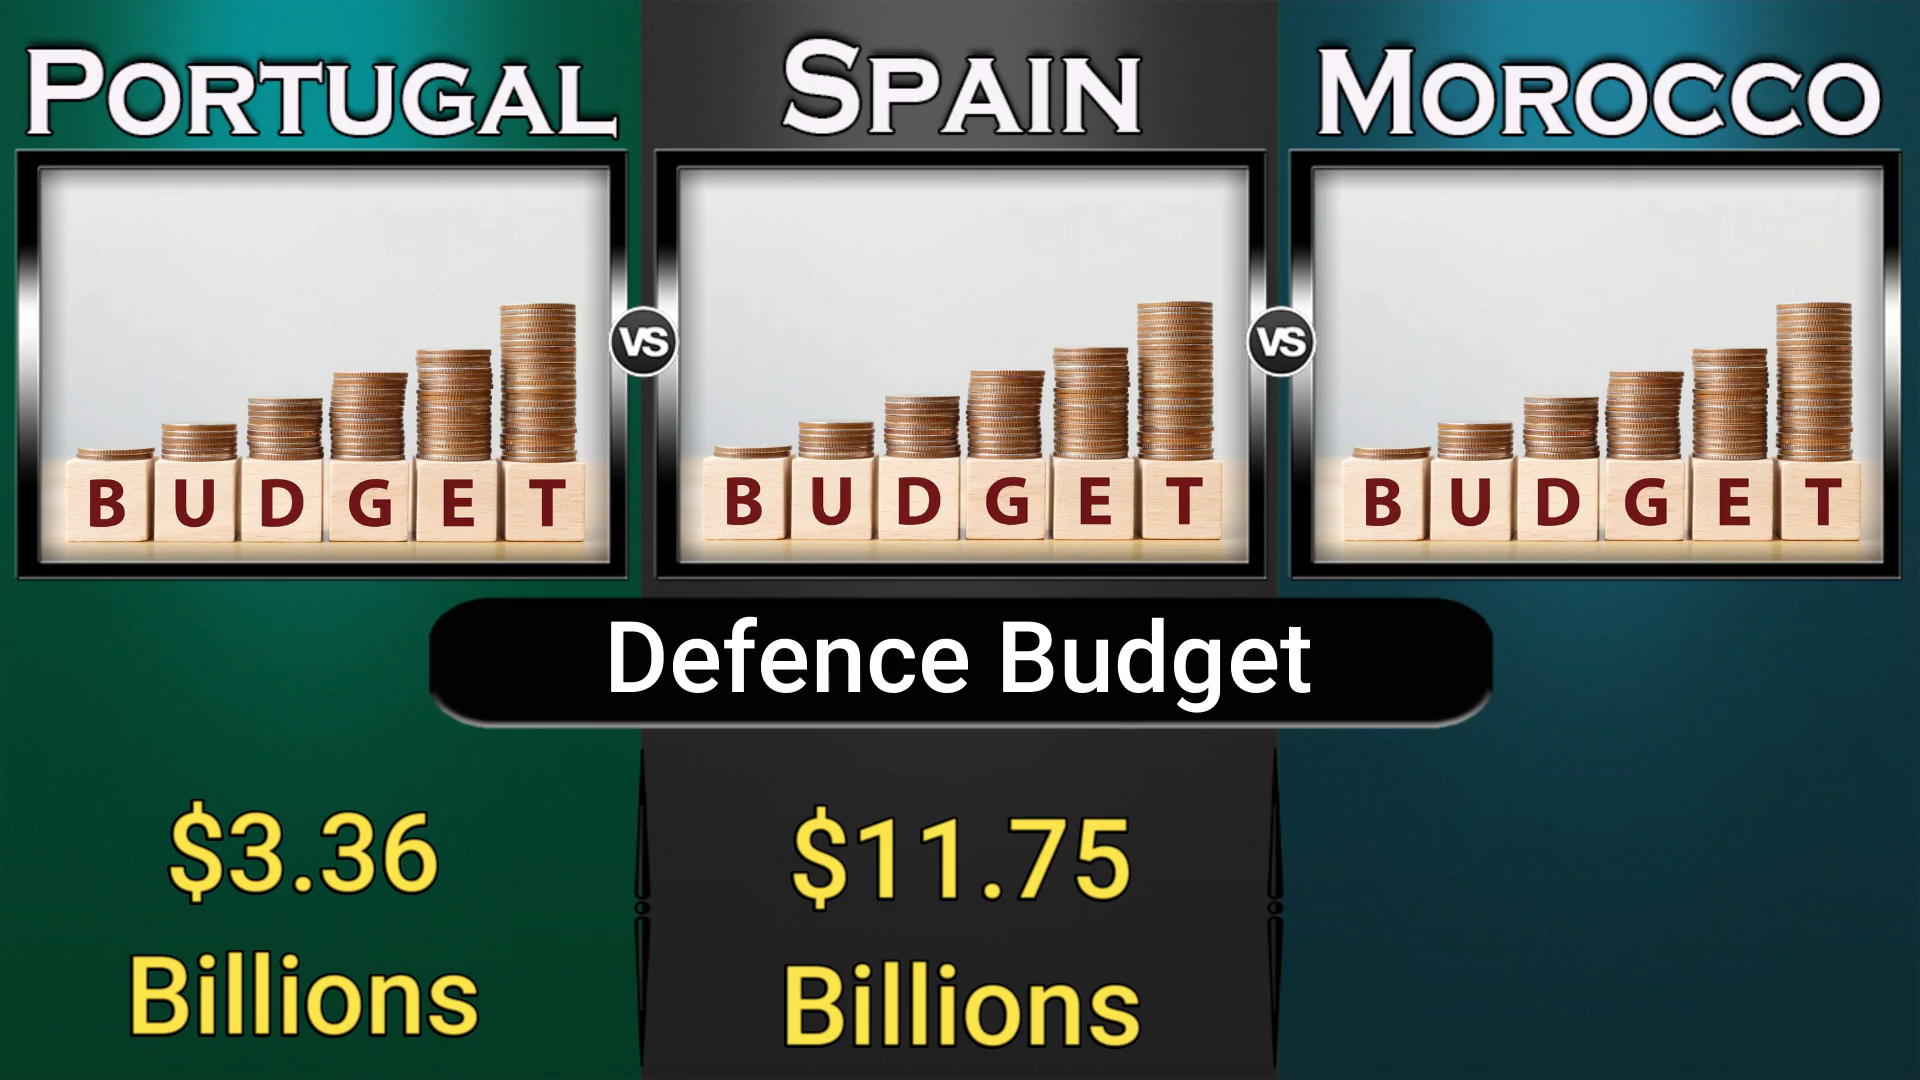 PORTUGAL
SPAIN
MOROCCO
VS
VS
BUDGET
BUDGET
BUDGET
Defence Budget
$3.36
Billions
$11.75
Billions